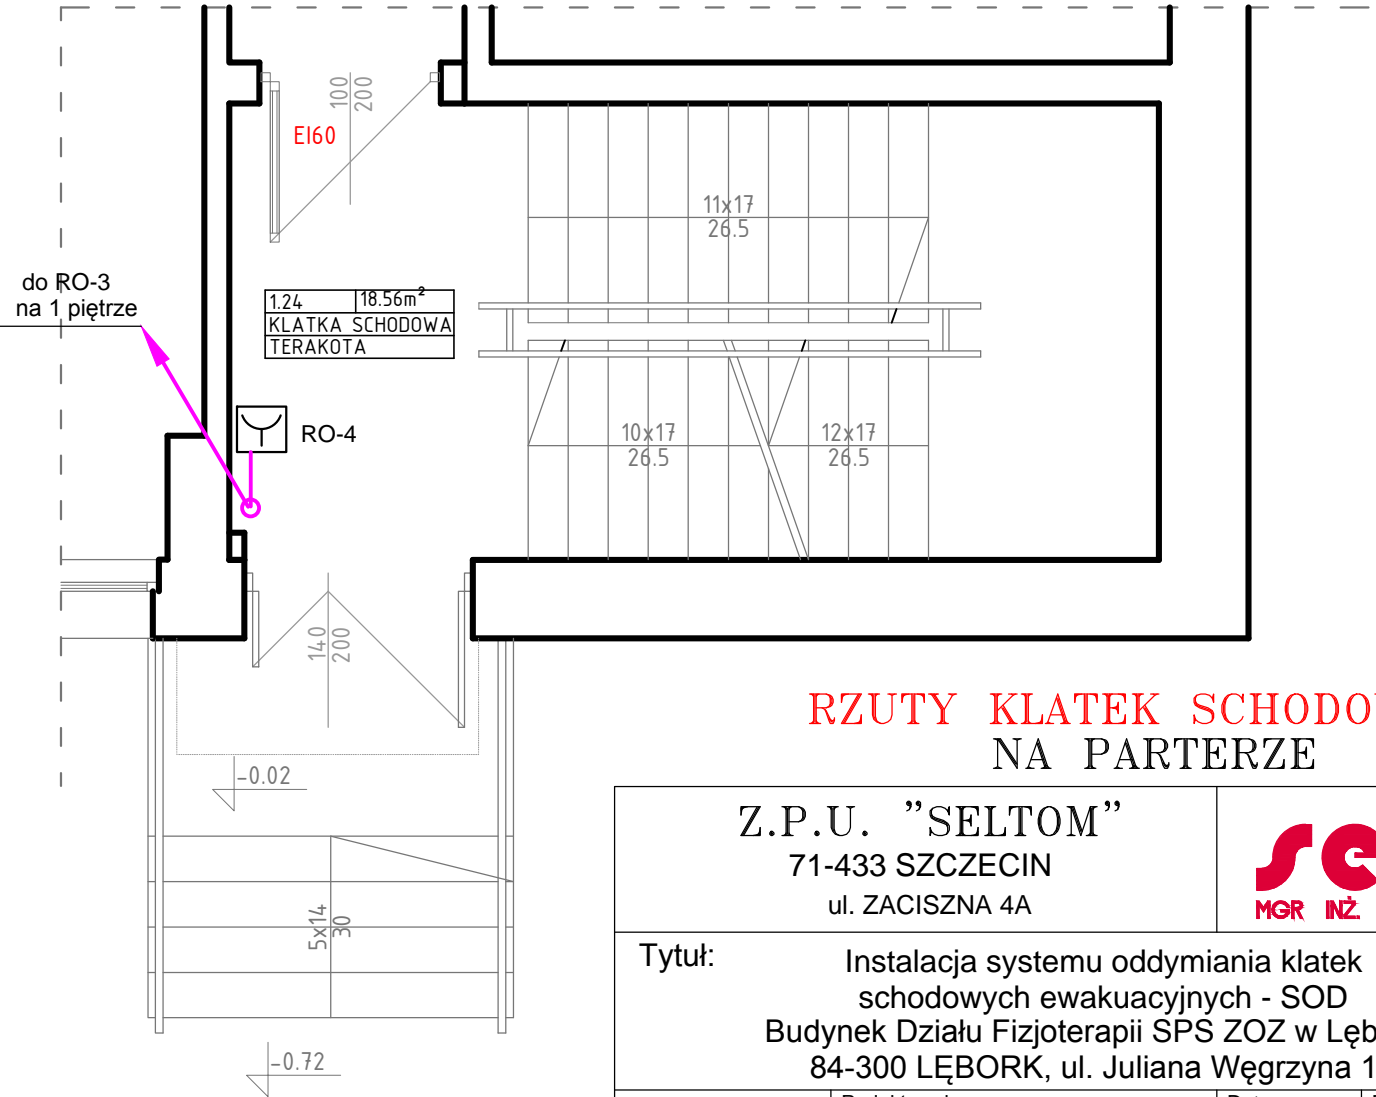 100
200
EI60
11x17
26.5
do RO-3
na 1 piętrze
1.24 18.56m²
KLATKA SCHODOWA
TERAKOTA
RO-4
10x17
26.5
12x17
26.5
140
200
RZUTY KLATEK SCHODO
NA PARTERZE
-0.02
Z.P.U. ”SELTOM”
71-433 SZCZECIN
ul. ZACISZNA 4A
se
MGR INŻ.
5x14
30
Tytuł:
Instalacja systemu oddymiania klatek
schodowych ewakuacyjnych - SOD
Budynek Działu Fizjoterapii SPS ZOZ w Lęb
84-300 LĘBORK, ul. Juliana Węgrzyna 1
-0.72